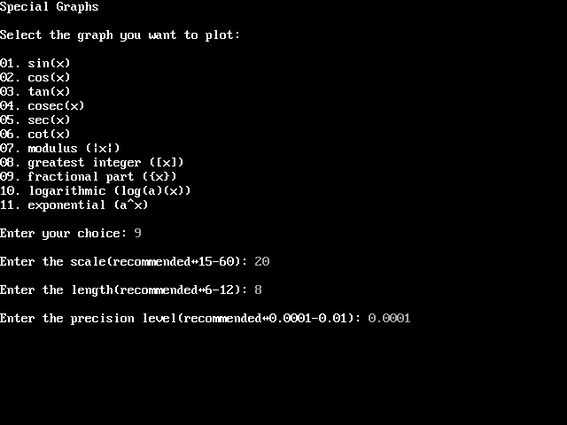 Special Graphs
Select the graph you want to plot:
01. sin(x)
02. cos(x)
03. tan(x)
04. cosec(x)
05. sec(x)
06. cot(x)
07. modulus (¦x¦)
08. greatest integer ([x])
09. fractional part ({x})
10. logarithmic (log(a)(x))
11. exponential (a^x)
Enter your choice: 9
Enter the scale(recommended↔15-60): 20
Enter the length(recommended↔6-12): 8
Enter the precision level(recommended↔0.0001-0.01): 0.0001